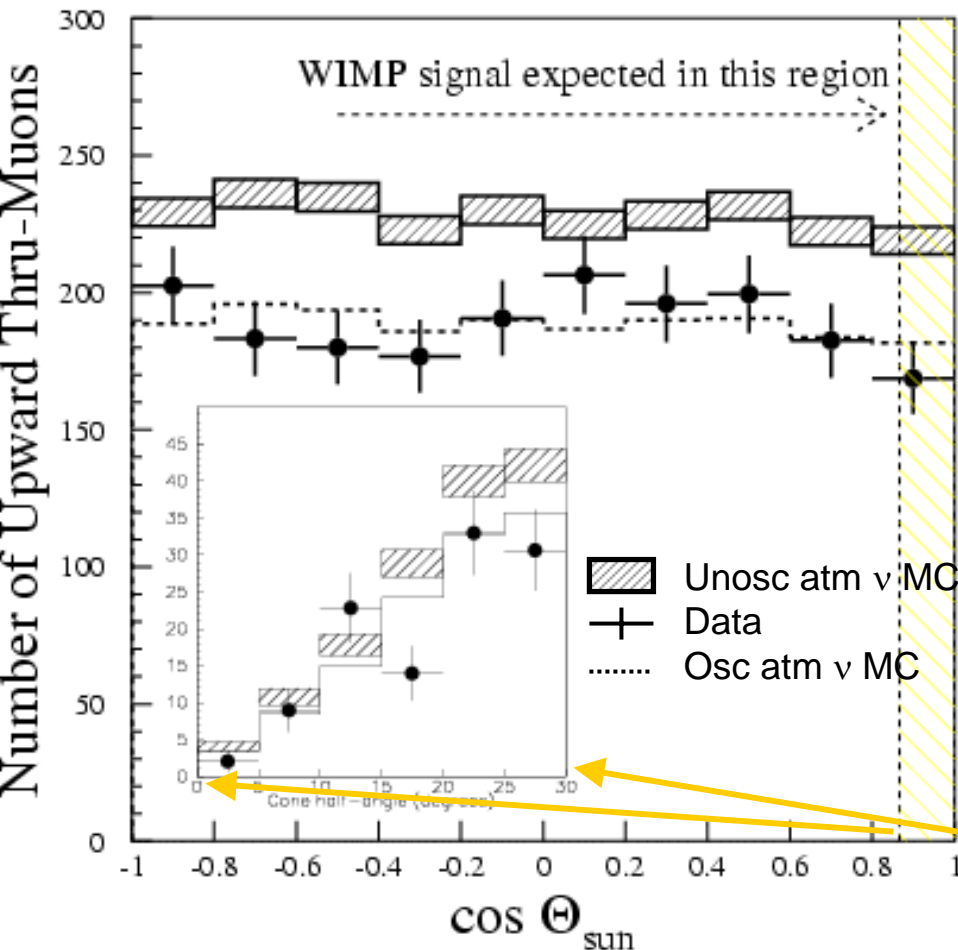 Number of Upward Thru-Muons
300
250
200
150
100
50
0
WIMP signal expected in this region
45
40
35
30
25
20
15
10
5
0
0 5 10 15 20 25 30
Cone half-angle (degrees)
Unosc atm ν MC
Data
Osc atm ν MC
-1 -0.8 -0.6 -0.4 -0.2 0 0.2 0.4 0.6 0.8 1
cos Θsun